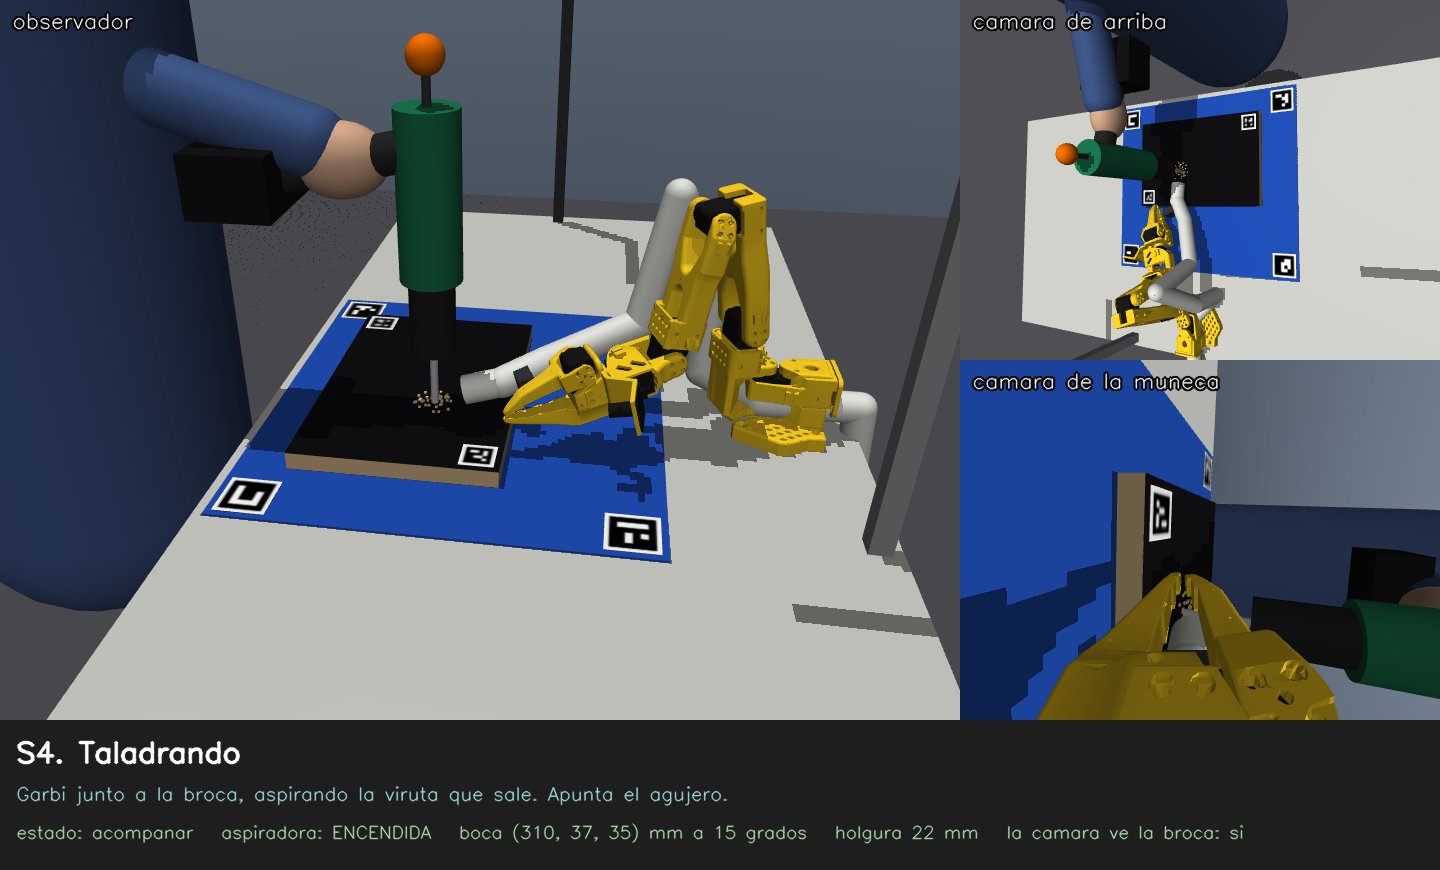 observador
camara de arriba
camara de la muneca
S4. Taladrando
Garbi junto a la broca, aspirando la viruta que sale. Apunta el agujero.
estado: acompanar aspiradora: ENCENDIDA boca (310, 37, 35) mm a 15 grados holgura 22 mm la camara ve la broca: si